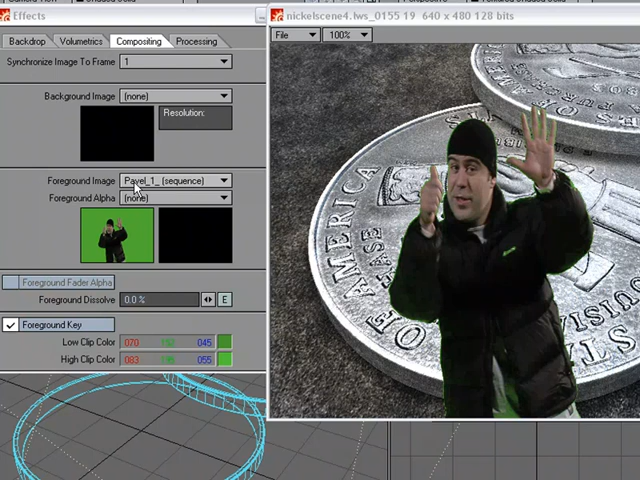 Effects
Backdrop Volumetrics Compositing Processing
Synchronize Image To Frame 1
Background Image (none)
Resolution:
Foreground Image Pavel_1_ (sequence)
Foreground Alpha (none)
Foreground Fader Alpha
Foreground Dissolve 0.0 % E
Foreground Key
Low Clip Color 070 045
High Clip Color 083 055
nickelscene4.lws_0155 19 640 x 480 128 bits
File 100%
OF AMERICA